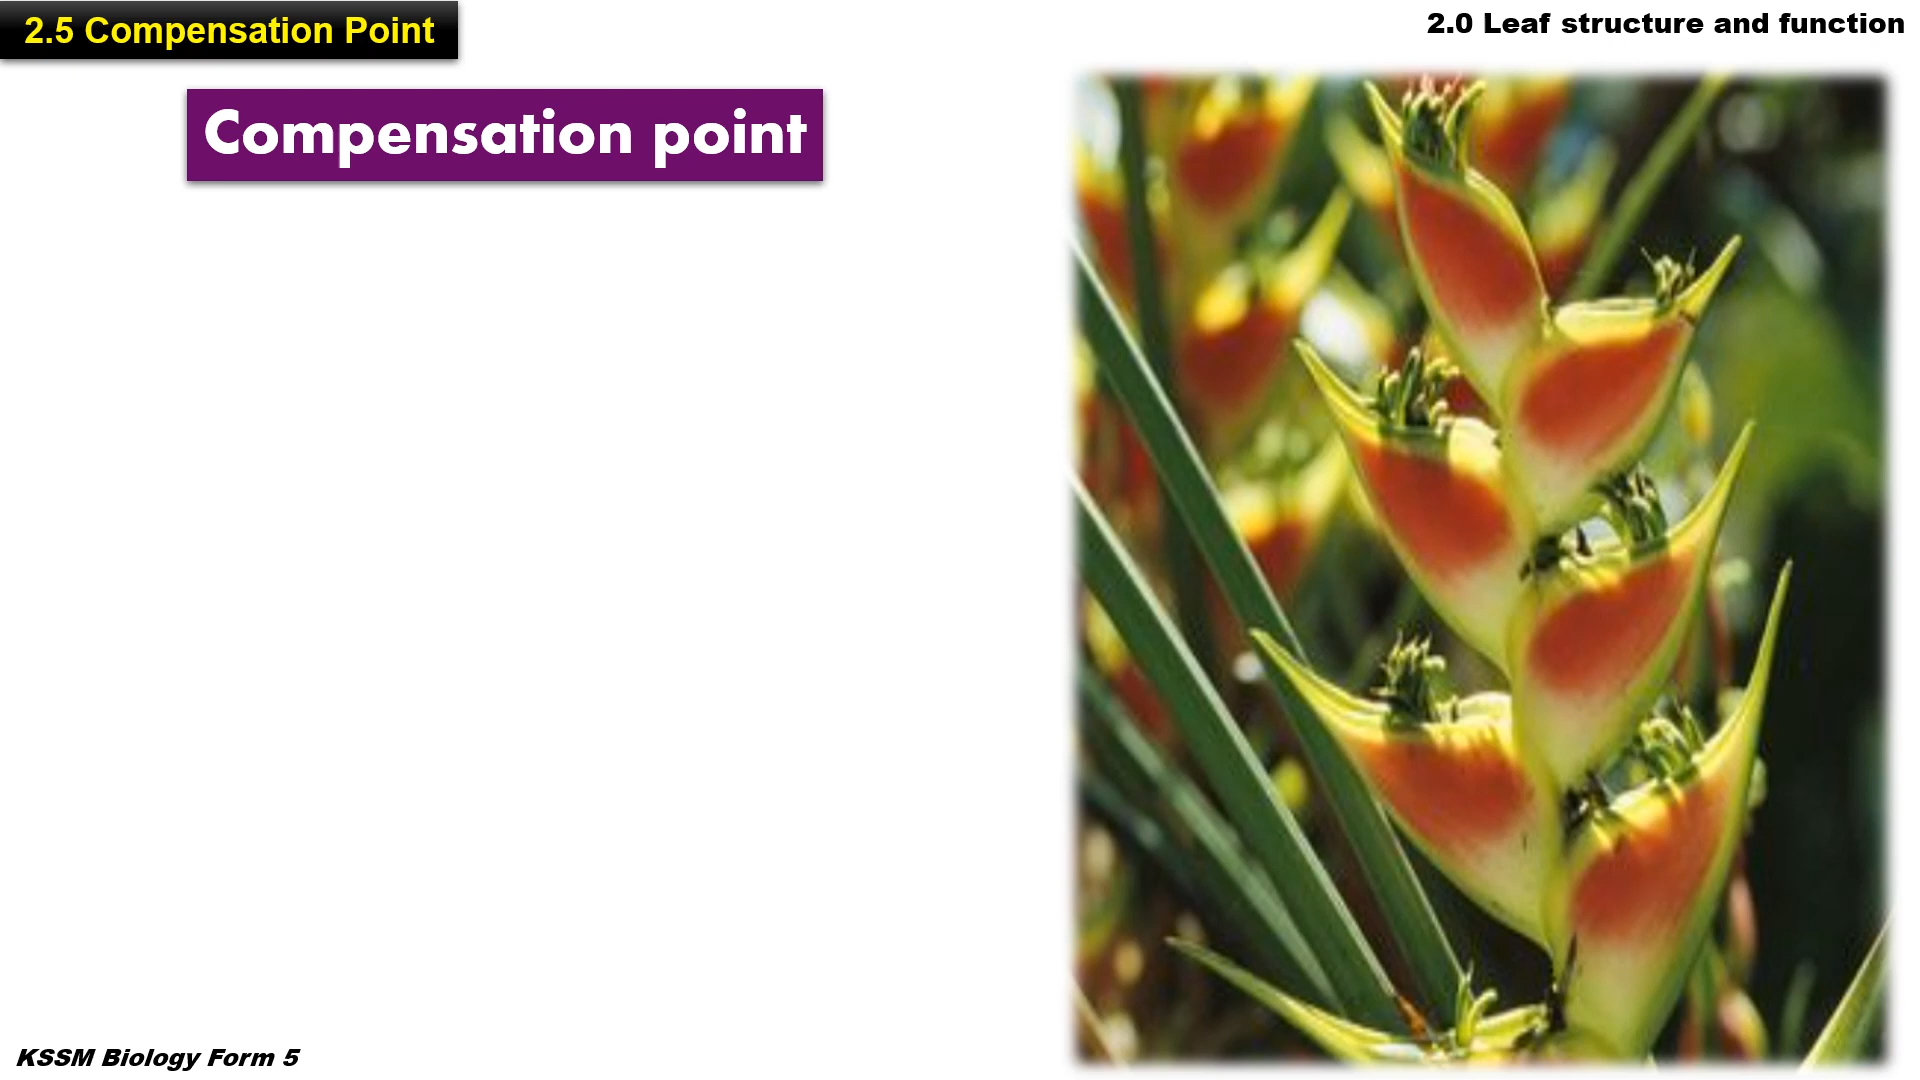 2.5 Compensation Point
2.0 Leaf structure and function
Compensation point
KSSM Biology Form 5